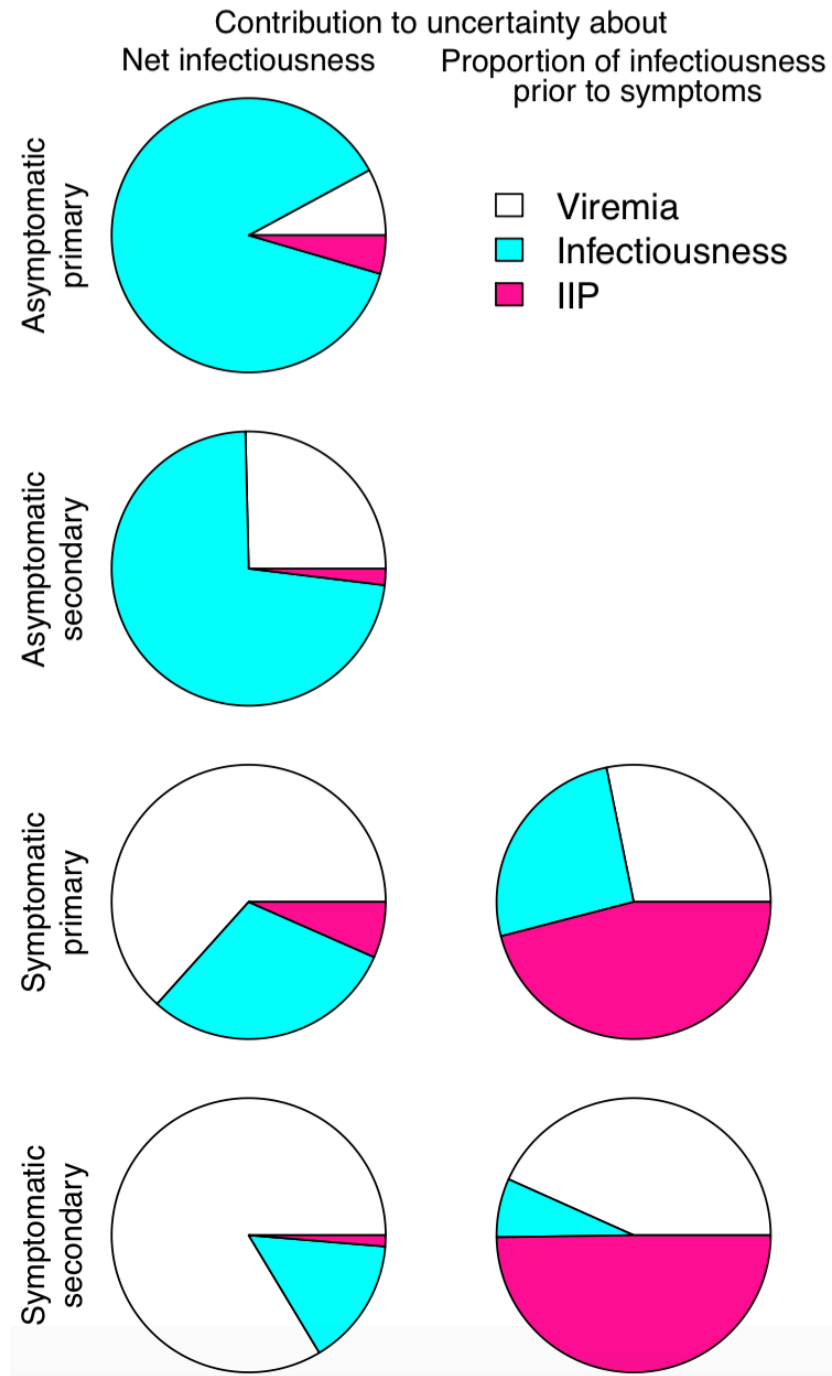 Contribution to uncertainty about
Net infectiousness
Proportion of infectiousness
prior to symptoms
Asymptomatic
primary
Viremia
Infectiousness
IIP
Asymptomatic
secondary
Symptomatic
primary
Symptomatic
secondary